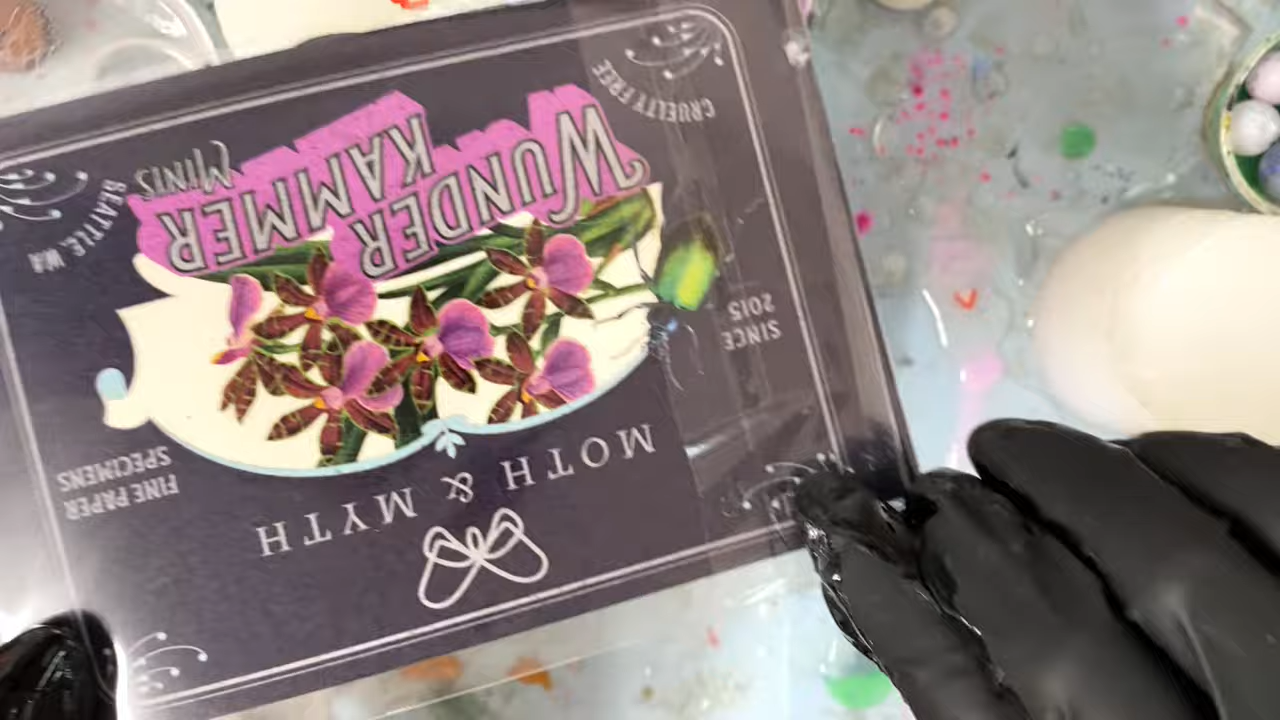 MOTH & MYTH
FINE PAPER
SPECIMENS
SINCE
2015
WUNDER
KAMMER
MINIS
SEATTLE, WA
CRUELTY FREE